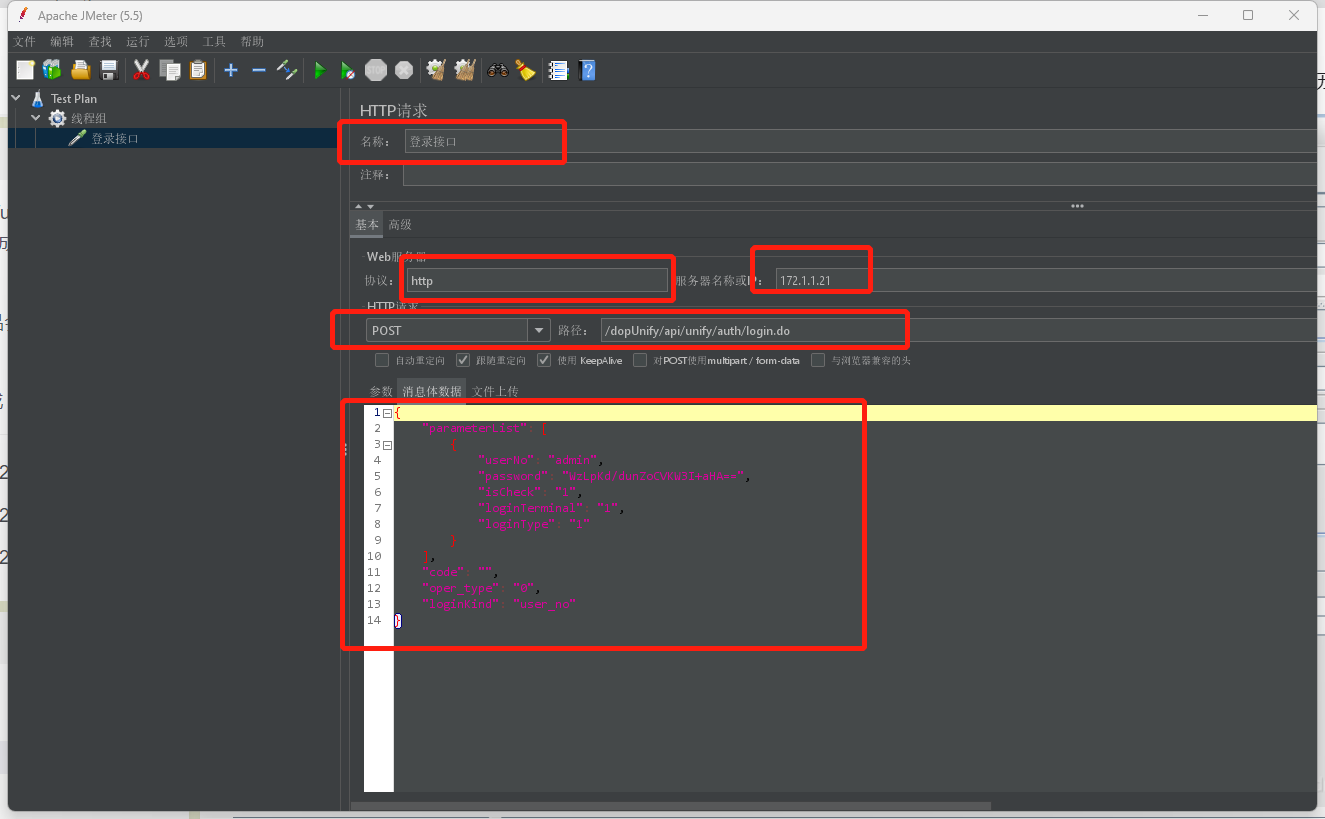 Apache JMeter (5.5)
文件 编辑 查找 运行 选项 工具 帮助
STOP
Test Plan
线程组
登录接口
HTTP请求
名称： 登录接口
注释：
基本 高级
Web服务器
协议： http 服务器名称或IP： 172.1.1.21
HTTP请求
POST 路径： /dopUnify/api/unify/auth/login.do
自动重定向 跟随重定向 使用 KeepAlive 对POST使用multipart / form-data 与浏览器兼容的头
参数 消息体数据 文件上传
1 {
2 "parameterList": [
3 {
4 "userNo": "admin",
5 "password":
6 "isCheck": "1",
7 "loginTerminal": "1",
8 "loginType": "1"
9 }
10 ],
11 "code": "",
12 "oper_type": "0",
13 "loginKind": "user_no"
14 }